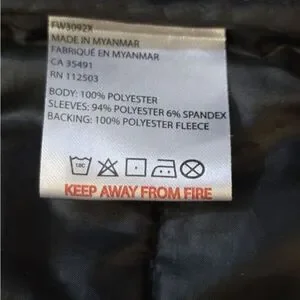 FW3092X
MADE IN MYANMAR
FABRIQUÉ EN MYANMAR
CA 35491
RN 112503
BODY: 100% POLYESTER
SLEEVES: 94% POLYESTER 6% SPANDEX
BACKING: 100% POLYESTER FLEECE
KEEP AWAY FROM FIRE